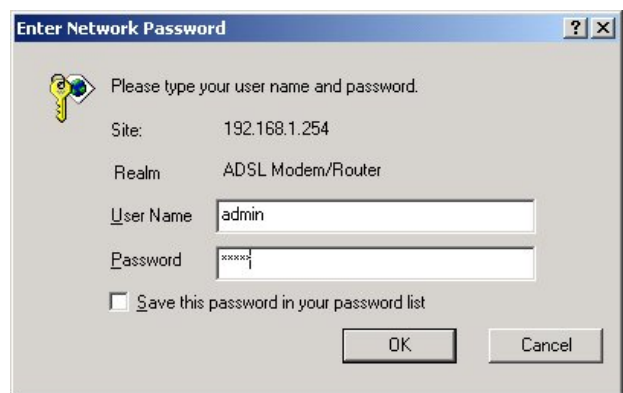 Enter Network Password
Please type your user name and password.
Site: 192.168.1.254
Realm ADSL Modem/Router
User Name admin
Password xxxxx
Save this password in your password list
OK Cancel